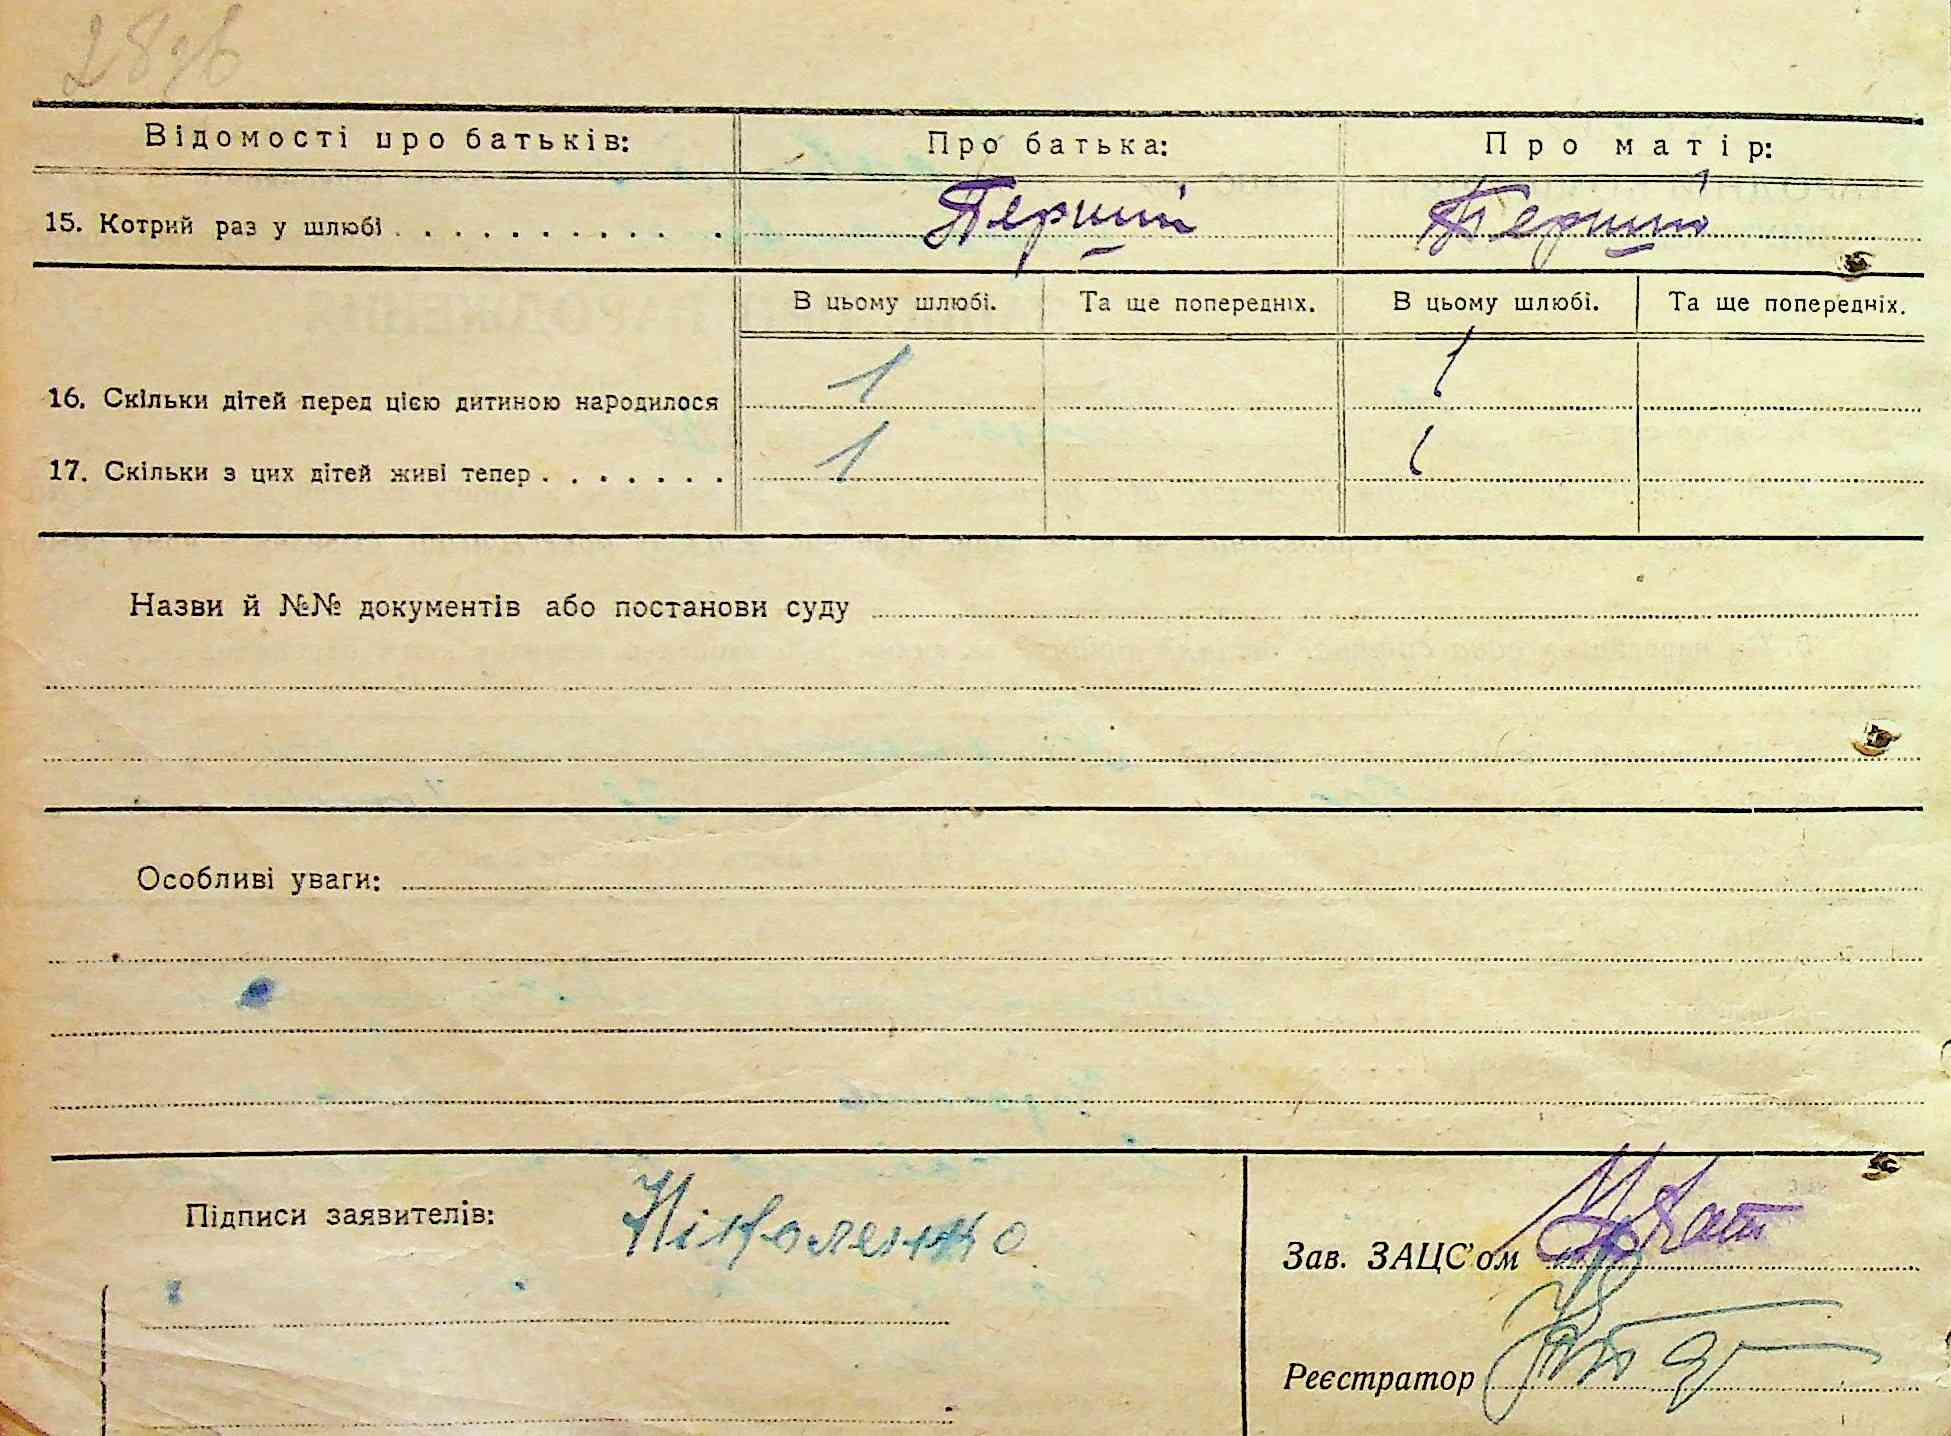 28зв
Відомості про батьків: Про батька: Про матір:
15. Котрий раз у шлюбі . . . . . . . . . . . . Перший Перший
В цьому шлюбі. Та ще попередніх. В цьому шлюбі. Та ще попередніх.
16. Скільки дітей перед цією дитиною народилося 1 1
17. Скільки з цих дітей живі тепер . . . . . . . 1 1
Назви й №№ документів або постанови суду
Особливі уваги:
Підписи заявителів: Ніколенко
Зав. ЗАЦС'ом
Реєстратор